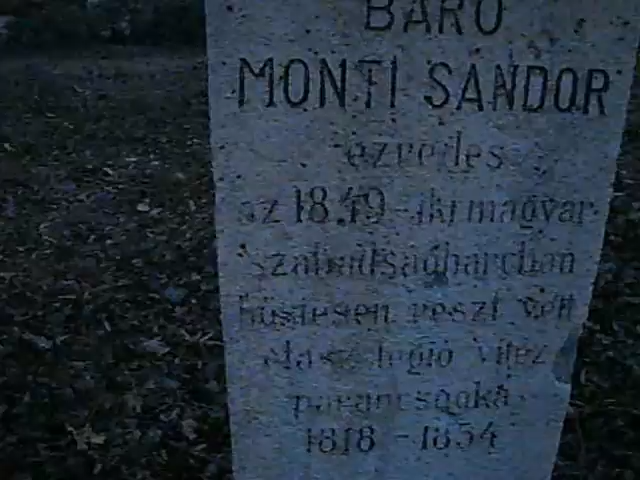 BÁRÓ
MONTI SÁNDOR
ezredes
az 1849-iki magyar
szabadságharcban
hősiesen részt vett
olasz légió vitéz
parancsnoka
1818-1854